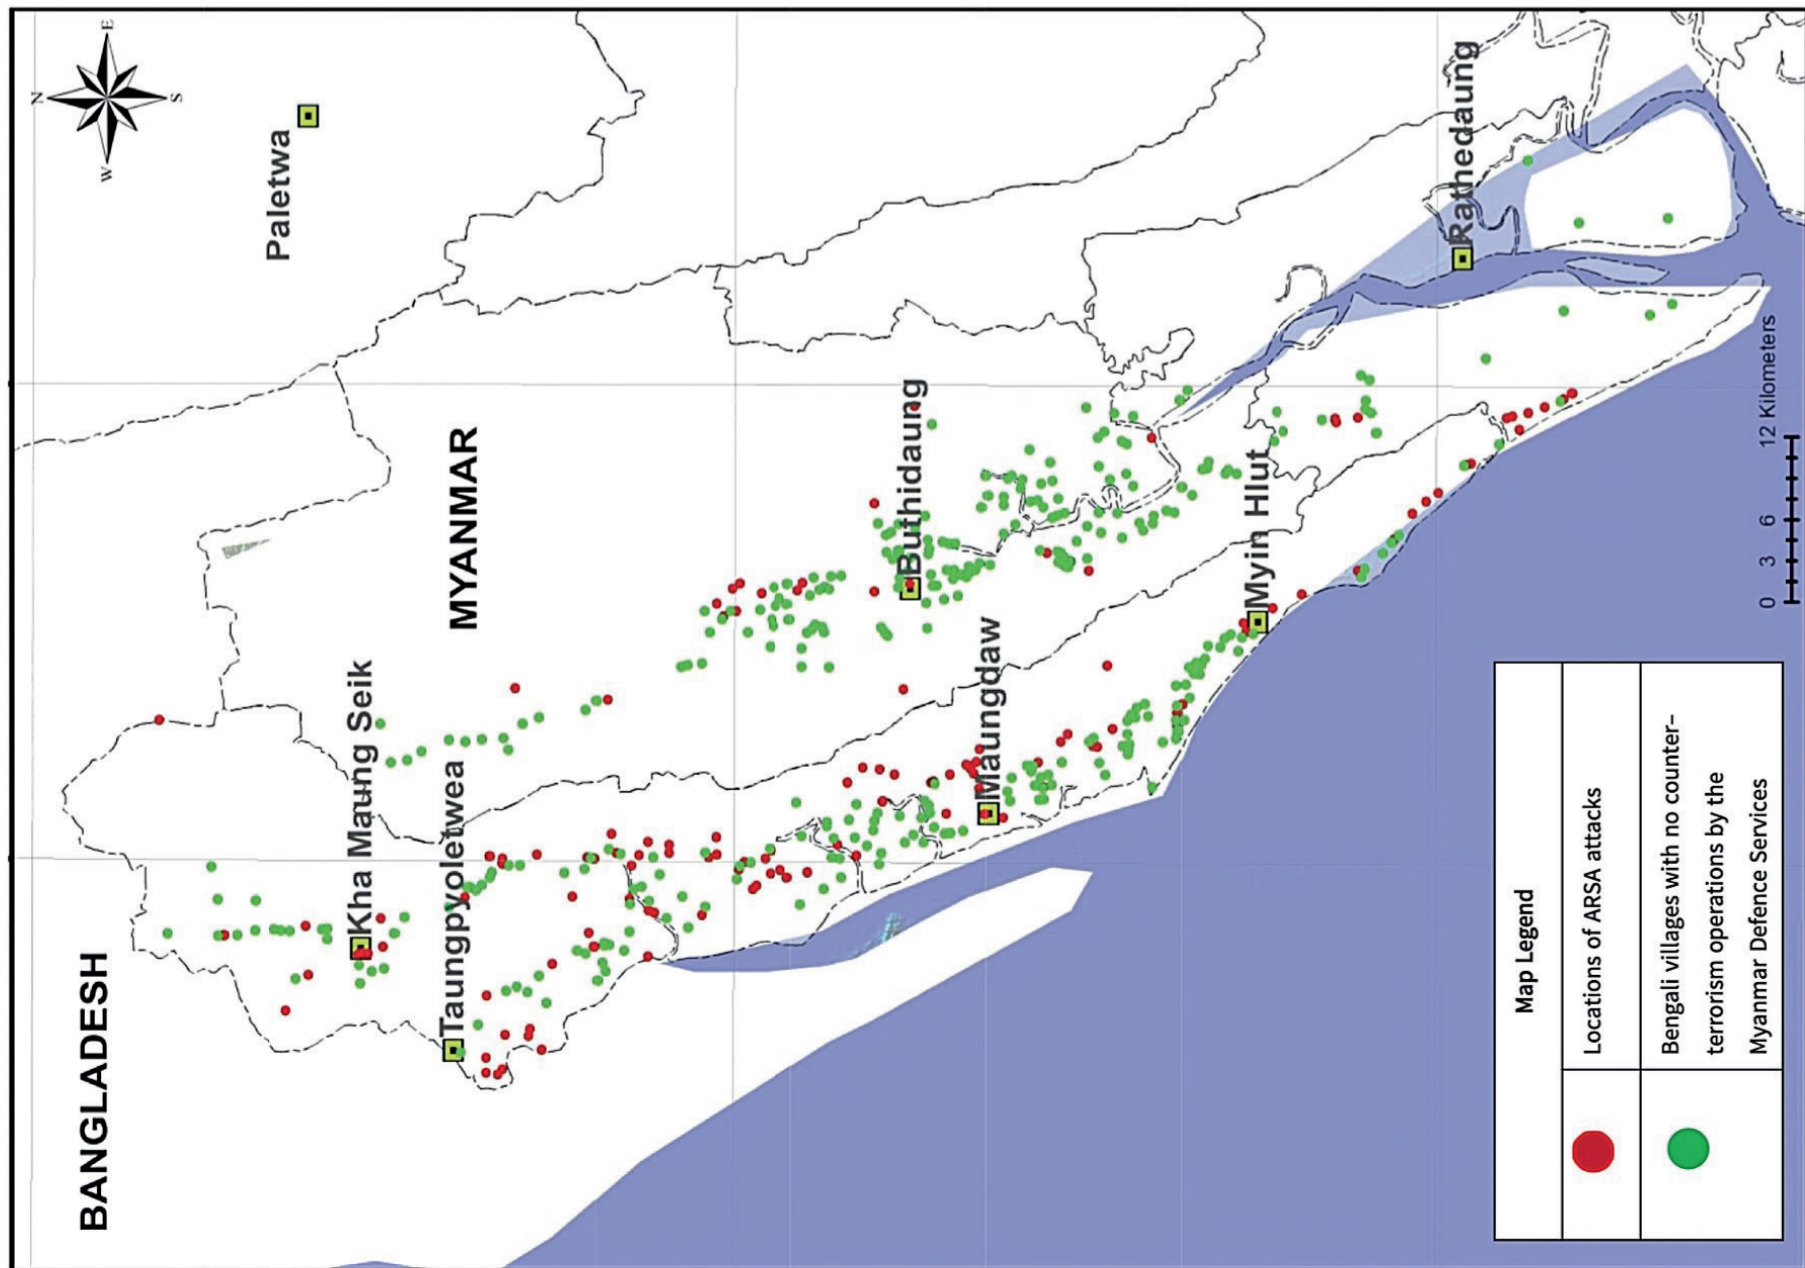 N
E
S
W
BANGLADESH
Paletwa
MYANMAR
Kha Maung Seik
Taungpyoletwea
Buthidaung
Maungdaw
Myin Hlut
Rathedaung
0 3 6 12 Kilometers
Map Legend
Locations of ARSA attacks
Bengali villages with no counter-
terrorism operations by the
Myanmar Defence Services